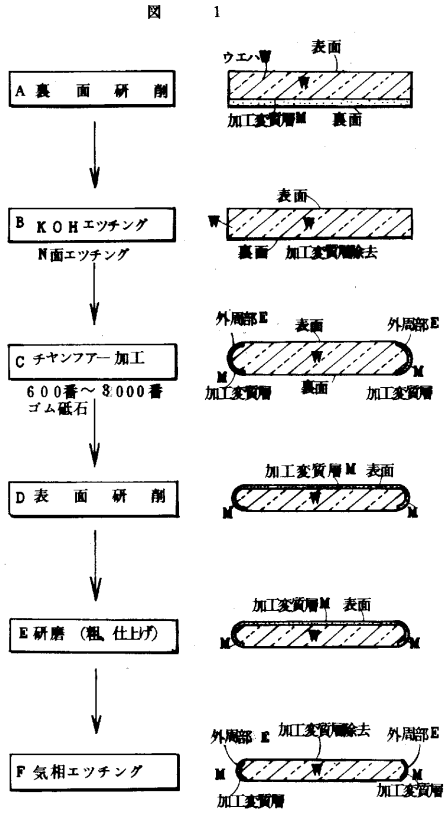 図 1
A 裏面研削
ウエハW
表面
W
加工変質層M
裏面
B KOHエツチング
N面エツチング
表面
W
W
裏面
加工変質層除去
C チヤンフアー加工
600番～8000番
ゴム砥石
外周部E
表面
外周部E
W
M
M
加工変質層
裏面
加工変質層
D 表面研削
加工変質層M
表面
W
M
M
E 研磨(粗、仕上げ)
加工変質層M
表面
W
M
M
F 気相エツチング
外周部E
加工変質層除去
外周部E
M
W
M
加工変質層
加工変質層